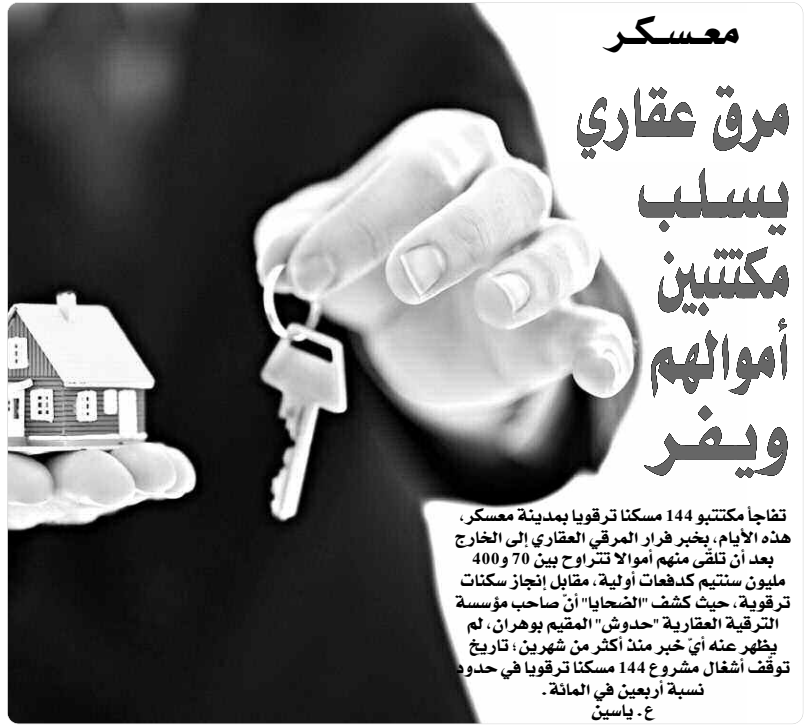 معسكر
مرق عقاري
يسلب
مكتتبين
أموالهم
ويفر
تفاجأ مكتتبو 144 مسكنا ترقويا بمدينة معسكر،
هذه الأيام، بخبر فرار المرقي العقاري إلى الخارج
بعد أن تلقّى منهم أموالا تتراوح بين 70 و400
مليون سنتيم كدفعات أولية، مقابل إنجاز سكنات
ترقوية، حيث كشف "الضحايا" أنّ صاحب مؤسسة
الترقية العقارية "حدوش" المقيم بوهران، لم
يظهر عنه أيّ خبر منذ أكثر من شهرين؛ تاريخ
توقّف أشغال مشروع 144 مسكنا ترقويا في حدود
نسبة أربعين في المائة.
ع. ياسين